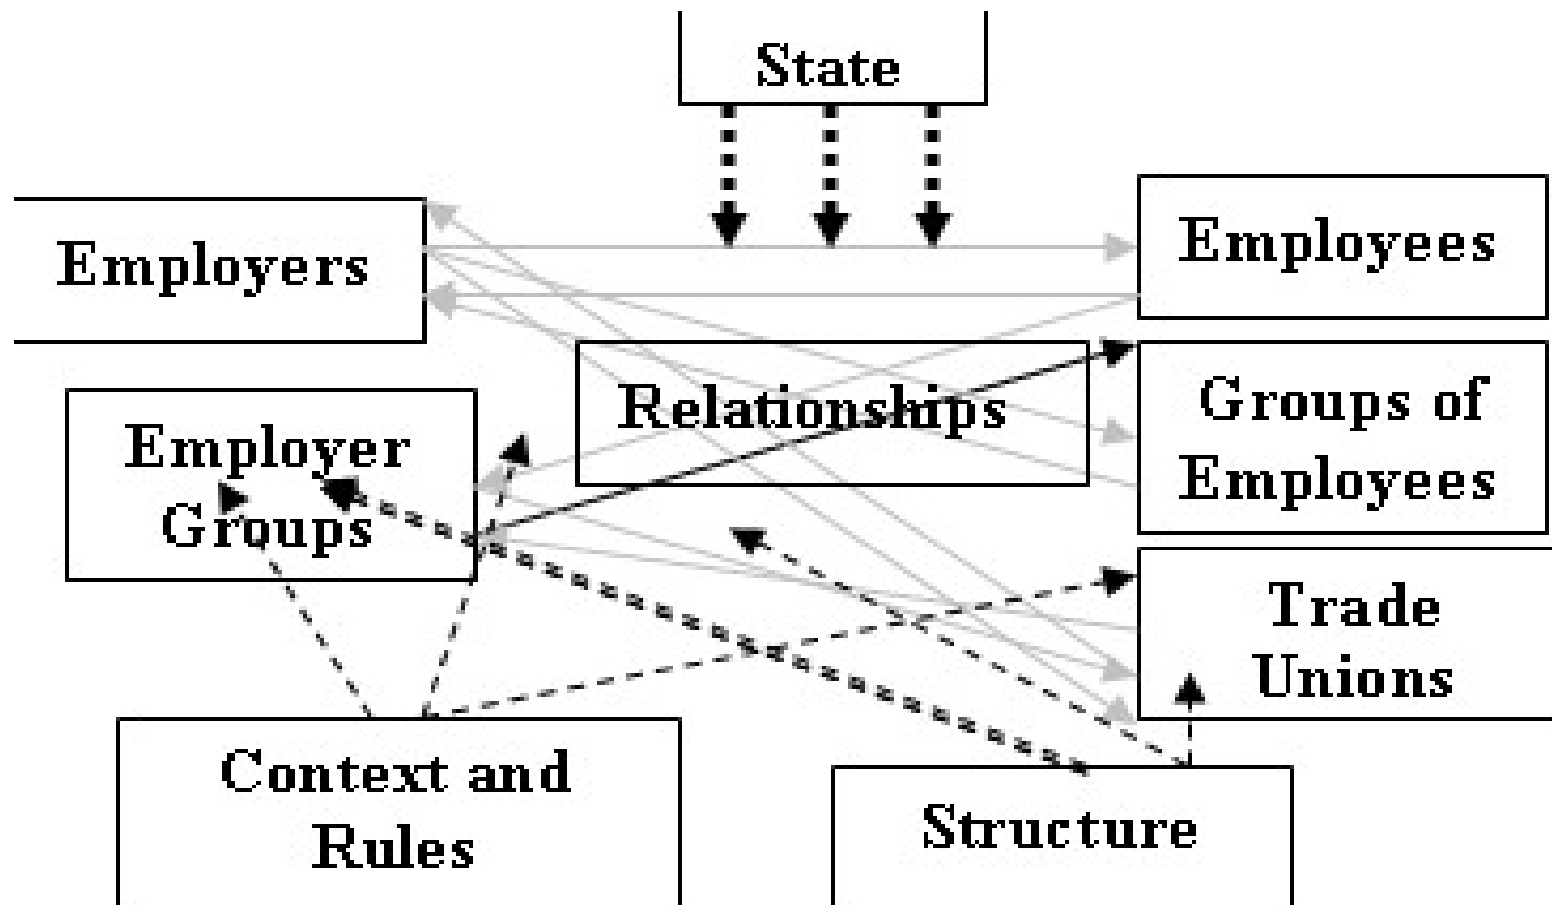 State
Employers
Employees
Relationships
Groups of
Employees
Employer
Groups
Trade
Unions
Context and
Rules
Structure